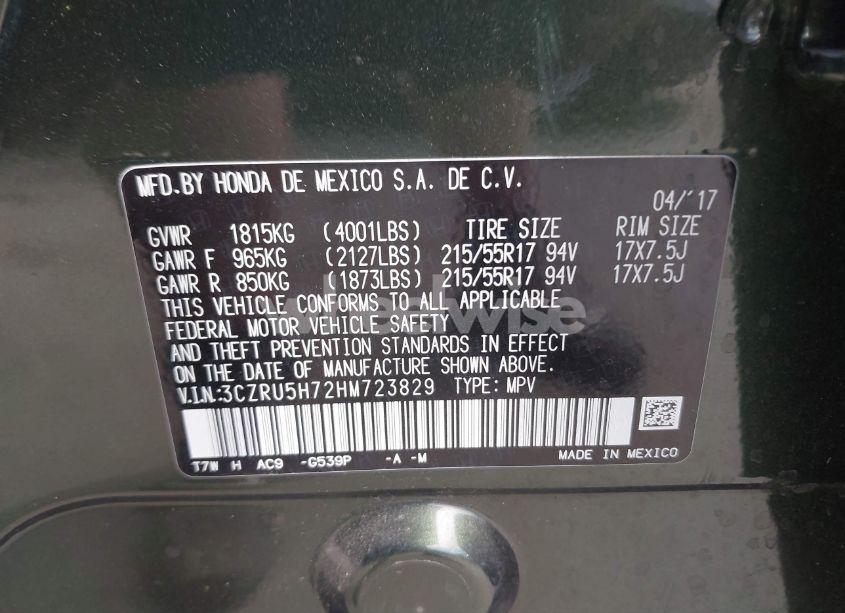 MFD.BY HONDA DE MEXICO S.A. DE C.V.
04/'17
GVWR 1815KG (4001LBS) TIRE SIZE RIM SIZE
GAWR F 965KG (2127LBS) 215/55R17 94V 17X7.5J
GAWR R 850KG (1873LBS) 215/55R17 94V 17X7.5J
THIS VEHICLE CONFORMS TO ALL APPLICABLE
FEDERAL MOTOR VEHICLE SAFETY
AND THEFT PREVENTION STANDARDS IN EFFECT
ON THE DATE OF MANUFACTURE SHOWN ABOVE.
V.I.N:3CZRU5H72HM723829 TYPE:MPV
T7W H AC9 -G539P -A -M
MADE IN MEXICO